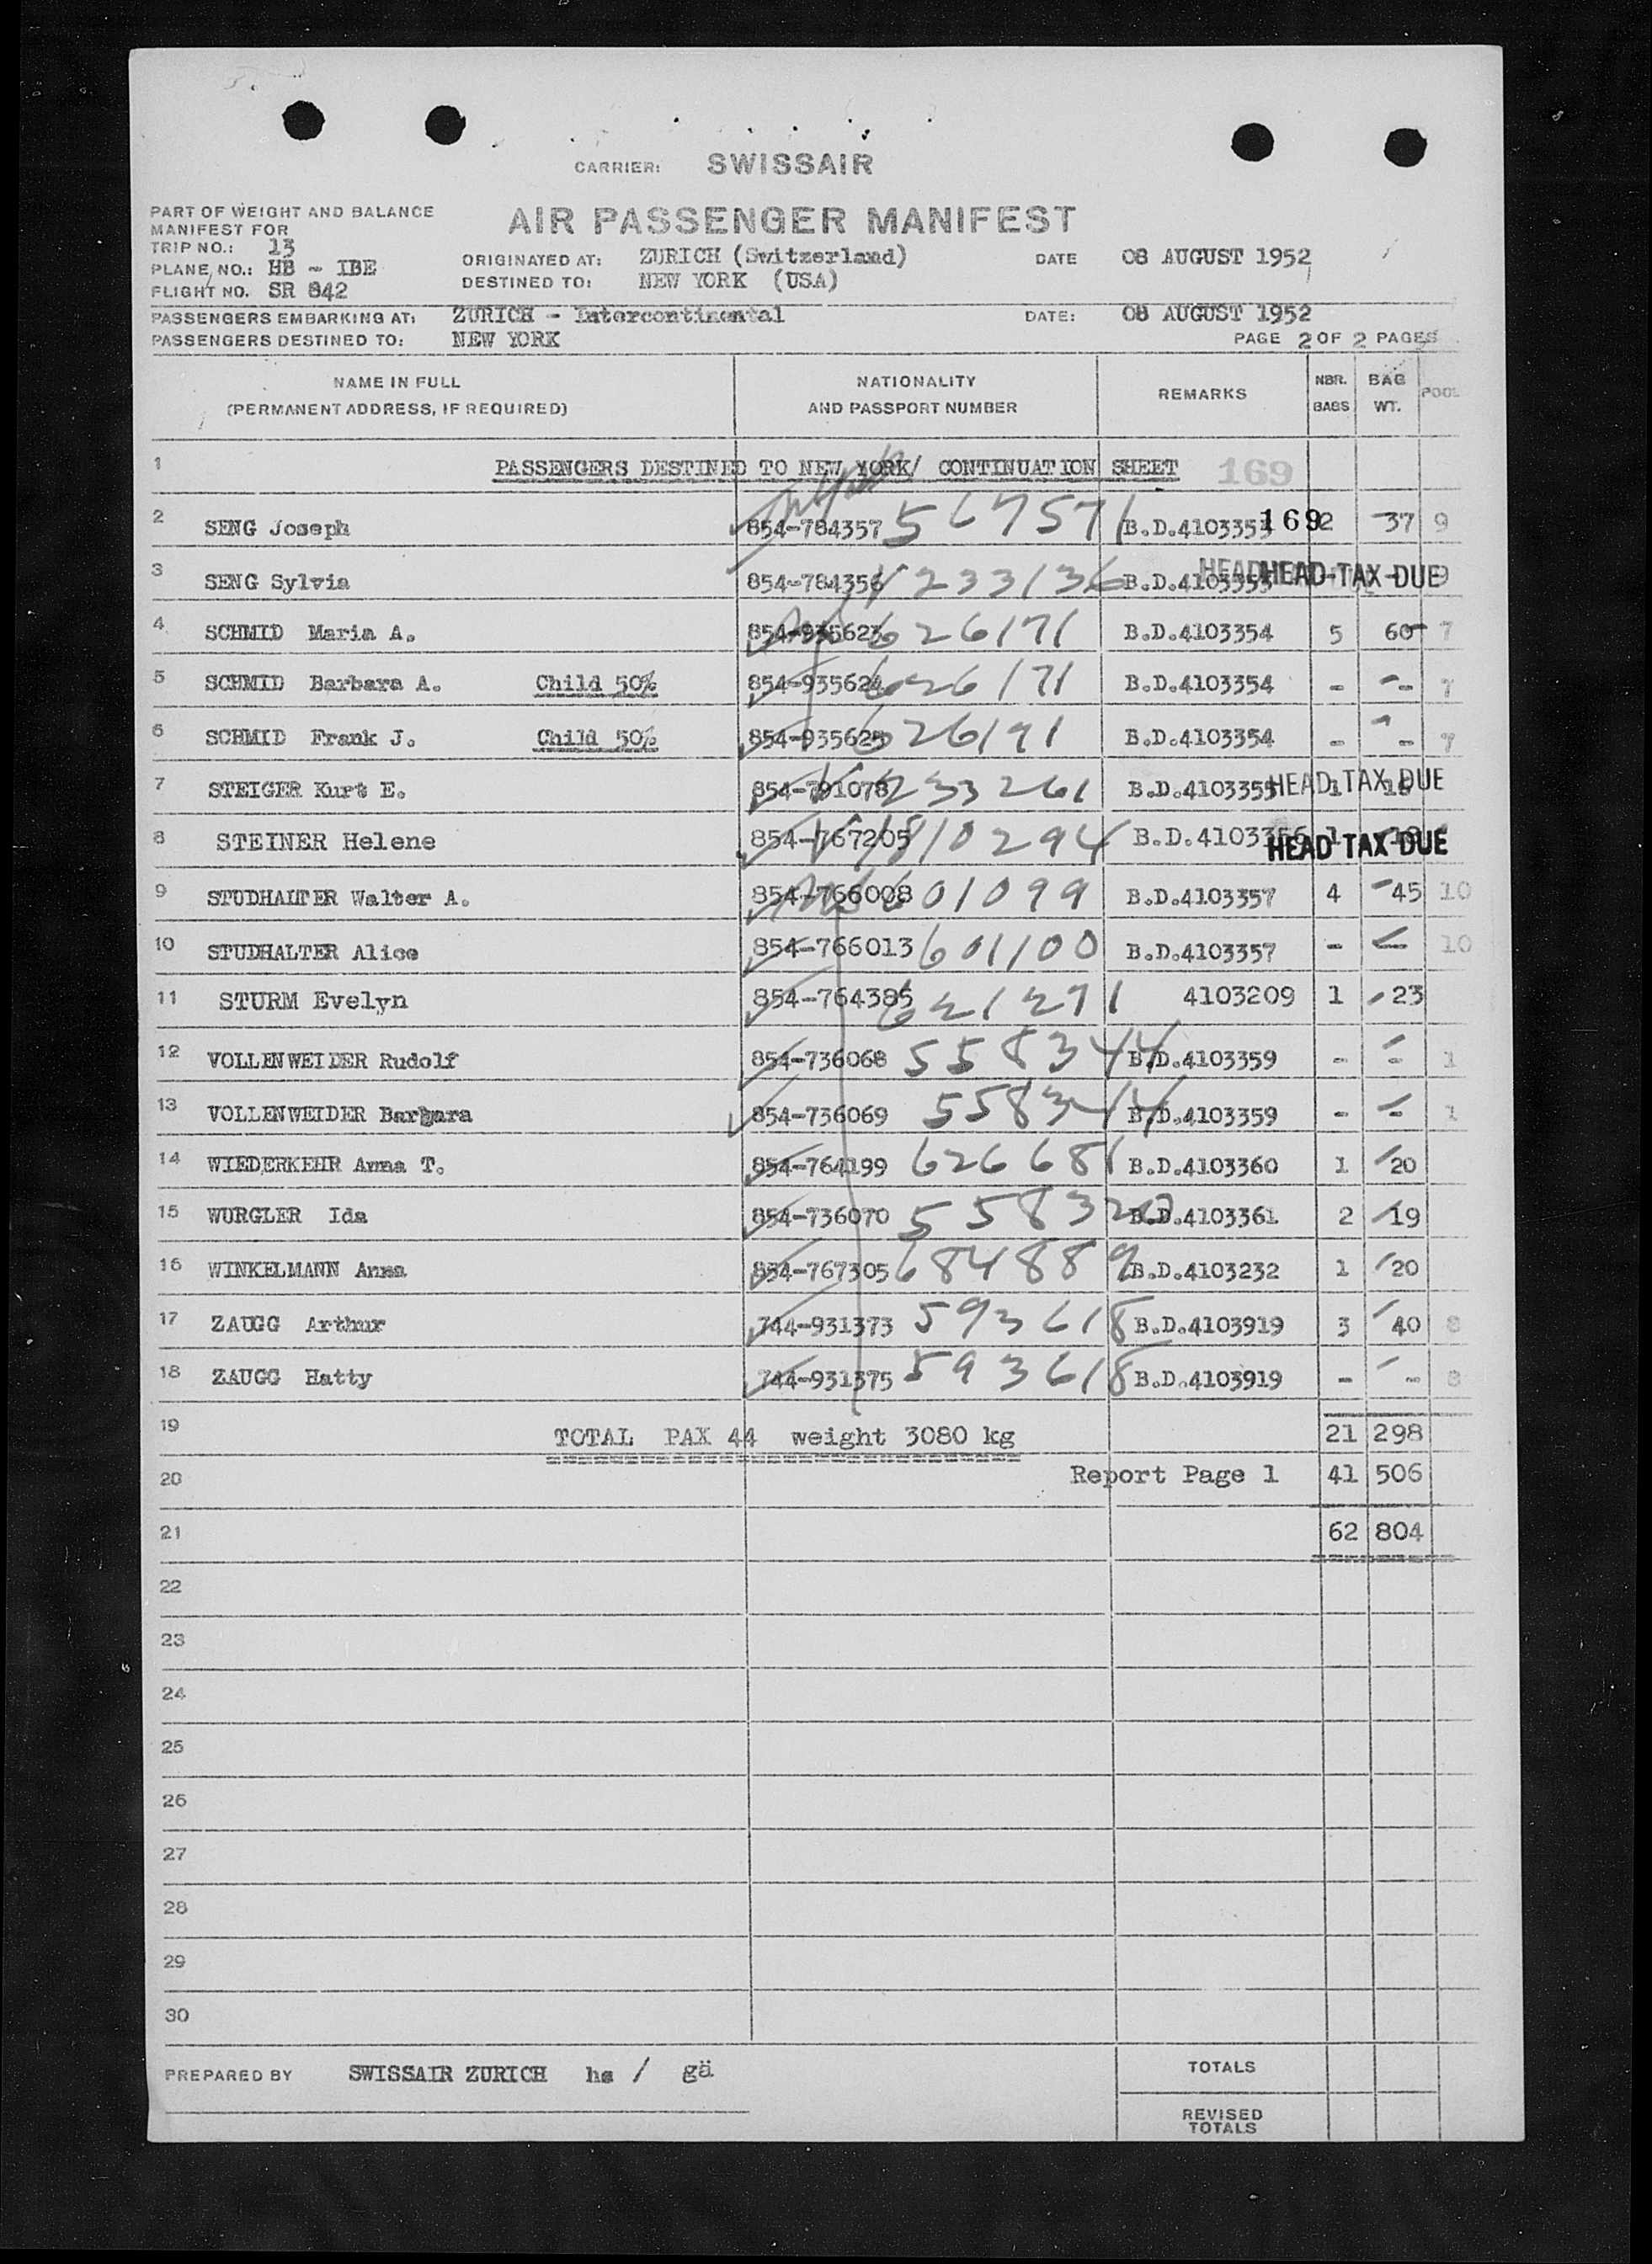 CARRIER: SWISSAIR
PART OF WEIGHT AND BALANCE
MANIFEST FOR
AIR PASSENGER MANIFEST
TRIP NO.: 13
PLANE NO.: HB - IBE
FLIGHT NO. SR 842
ORIGINATED AT: ZURICH (Switzerland) DATE 08 AUGUST 1952
DESTINED TO: NEW YORK (USA)
PASSENGERS EMBARKING AT: ZURICH - Intercontinental DATE: 08 AUGUST 1952
PASSENGERS DESTINED TO: NEW YORK PAGE 2 OF 2 PAGES
NAME IN FULL
(PERMANENT ADDRESS, IF REQUIRED)
NATIONALITY
AND PASSPORT NUMBER
REMARKS
NBR.
BAGS
BAG
WT.
POOL
1 PASSENGERS DESTINED TO NEW YORK/ CONTINUATION SHEET 169
2 SENG Joseph 854-784357 567571 B.D.4103353 169 2 37 9
3 SENG Sylvia 854-784356 V 233136 B.D.4103353 HEAD TAX DUE - 9
4 SCHMID Maria A. 854-935623 626171 B.D.4103354 5 60 7
5 SCHMID Barbara A. Child 50% 854-935624 626171 B.D.4103354 - - 7
6 SCHMID Frank J. Child 50% 854-935625 626191 B.D.4103354 - - 7
7 STEIGER Kurt E. 854-791078 V 233261 B.D.4103355 HEAD TAX DUE 1
8 STEINER Helene 854-767205 V 1810294 B.D.4103356 1 HEAD TAX DUE
9 STUDHALTER Walter A. 854-766008 601099 B.D.4103357 4 45 10
10 STUDHALTER Alice 854-766013 601100 B.D.4103357 - - 10
11 STURM Evelyn 854-764385 621271 4103209 1 23
12 VOLLENWEIDER Rudolf 854-736068 558344 B.D.4103359 - - 1
13 VOLLENWEIDER Barbara 854-736069 558344 B.D.4103359 - - 1
14 WIEDERKEHR Anna T. 854-764199 626681 B.D.4103360 1 20
15 WURGLER Ida 854-736070 558320 B.D.4103361 2 19
16 WINKELMANN Anna 854-767305 684889 B.D.4103232 1 20
17 ZAUGG Arthur 744-931373 593618 B.D.4103919 3 40 8
18 ZAUGG Hatty 744-931375 593618 B.D.4103919 - - 8
19 TOTAL PAX 44 weight 3080 kg 21 298
20 Report Page 1 41 506
21 62 804
22
23
24
25
26
27
28
29
30
PREPARED BY SWISSAIR ZURICH hs / gä
TOTALS
REVISED
TOTALS